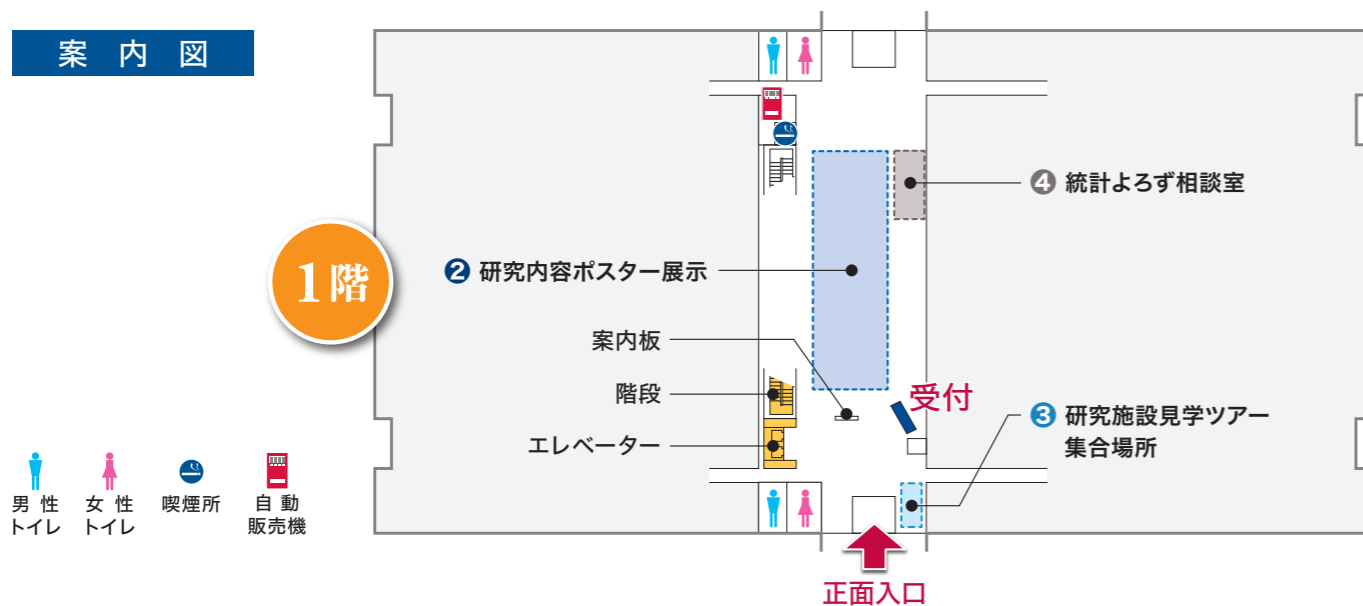 案内図
1階
❹ 統計よろず相談室
❷ 研究内容ポスター展示
案内板
階段
エレベーター
受付
❸ 研究施設見学ツアー
集合場所
正面入口
男性
トイレ
女性
トイレ
喫煙所
自動
販売機